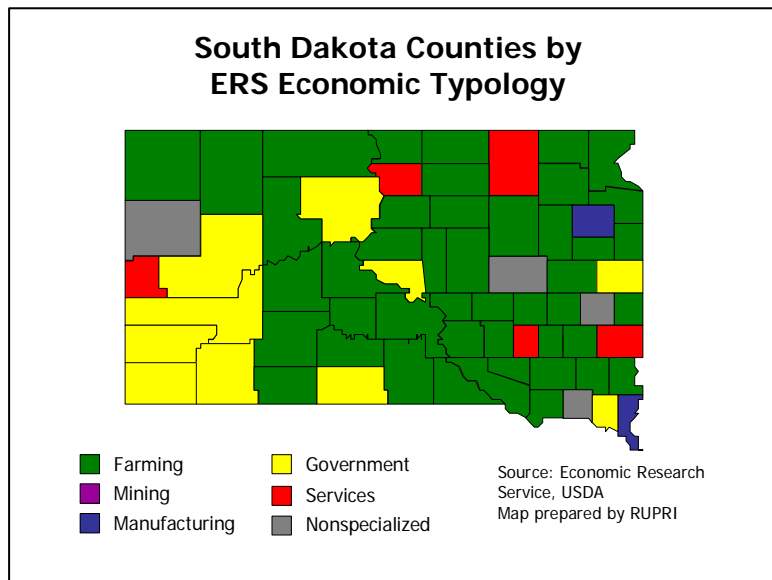 South Dakota Counties by
ERS Economic Typology
Farming
Mining
Manufacturing
Government
Services
Nonspecialized
Source: Economic Research
Service, USDA
Map prepared by RUPRI